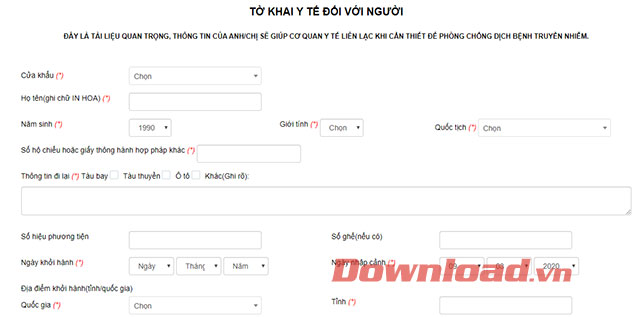 TỜ KHAI Y TẾ ĐỐI VỚI NGƯỜI
ĐÂY LÀ TÀI LIỆU QUAN TRỌNG, THÔNG TIN CỦA ANH/CHỊ SẼ GIÚP CƠ QUAN Y TẾ LIÊN LẠC KHI CẦN THIẾT ĐỂ PHÒNG CHỐNG DỊCH BỆNH TRUYỀN NHIỄM.
Cửa khẩu (*) Chọn
Họ tên(ghi chữ IN HOA) (*)
Năm sinh (*) 1990 Giới tính (*) Chọn Quốc tịch (*) Chọn
Số hộ chiếu hoặc giấy thông hành hợp pháp khác (*)
Thông tin đi lại (*) Tàu bay Tàu thuyền Ô tô Khác(Ghi rõ):
Số hiệu phương tiện Số ghế(nếu có)
Ngày khởi hành (*) Ngày Tháng Năm Ngày nhập cảnh (*) 09 03 2020
Download.vn
Địa điểm khởi hành(tỉnh/quốc gia)
Quốc gia (*) Chọn Tỉnh (*)